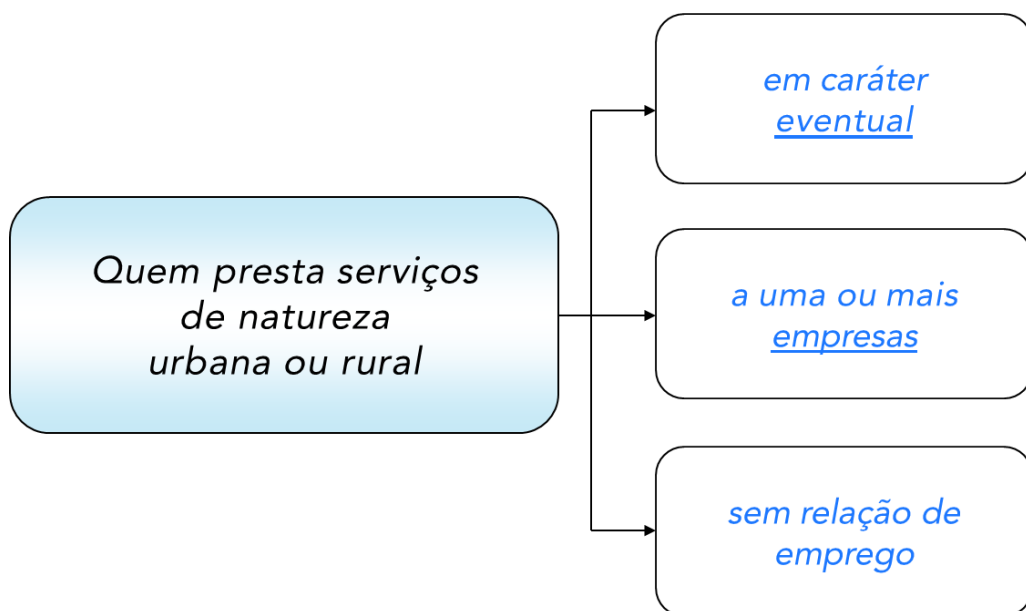 Quem presta serviços
de natureza
urbana ou rural
em caráter
eventual
a uma ou mais
empresas
sem relação de
emprego